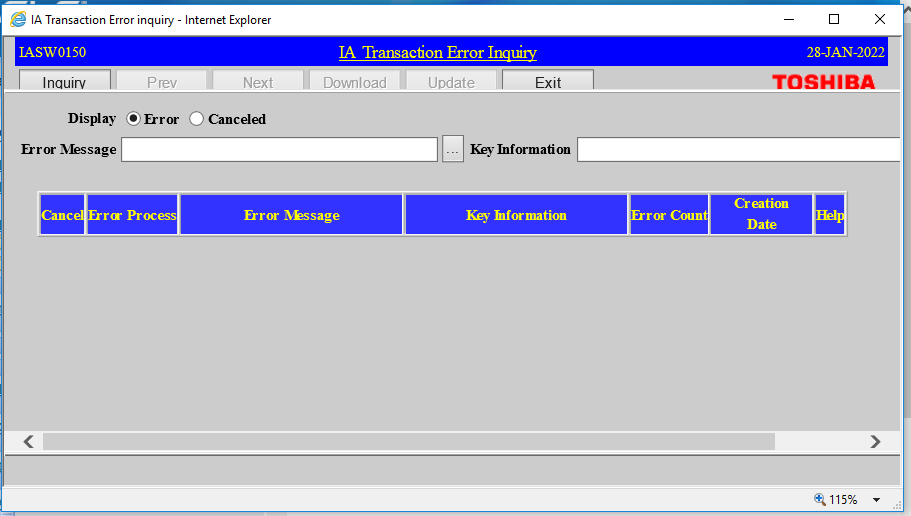 IA Transaction Error inquiry - Internet Explorer
IASW0150 IA Transaction Error Inquiry 28-JAN-2022
Inquiry Prev Next Download Update Exit TOSHIBA
Display Error Canceled
Error Message ... Key Information
Cancel Error Process Error Message Key Information Error Count Creation Date Help
115%